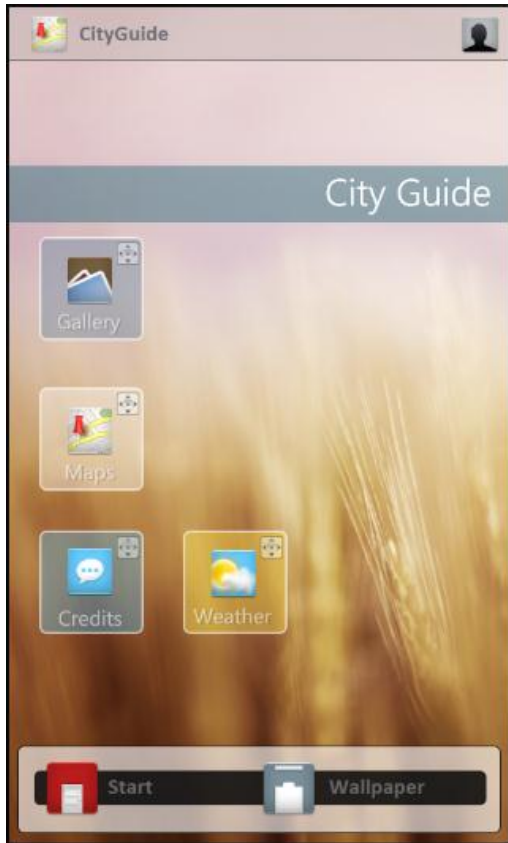 CityGuide
City Guide
Gallery
Maps
Credits
Weather
Start
Wallpaper